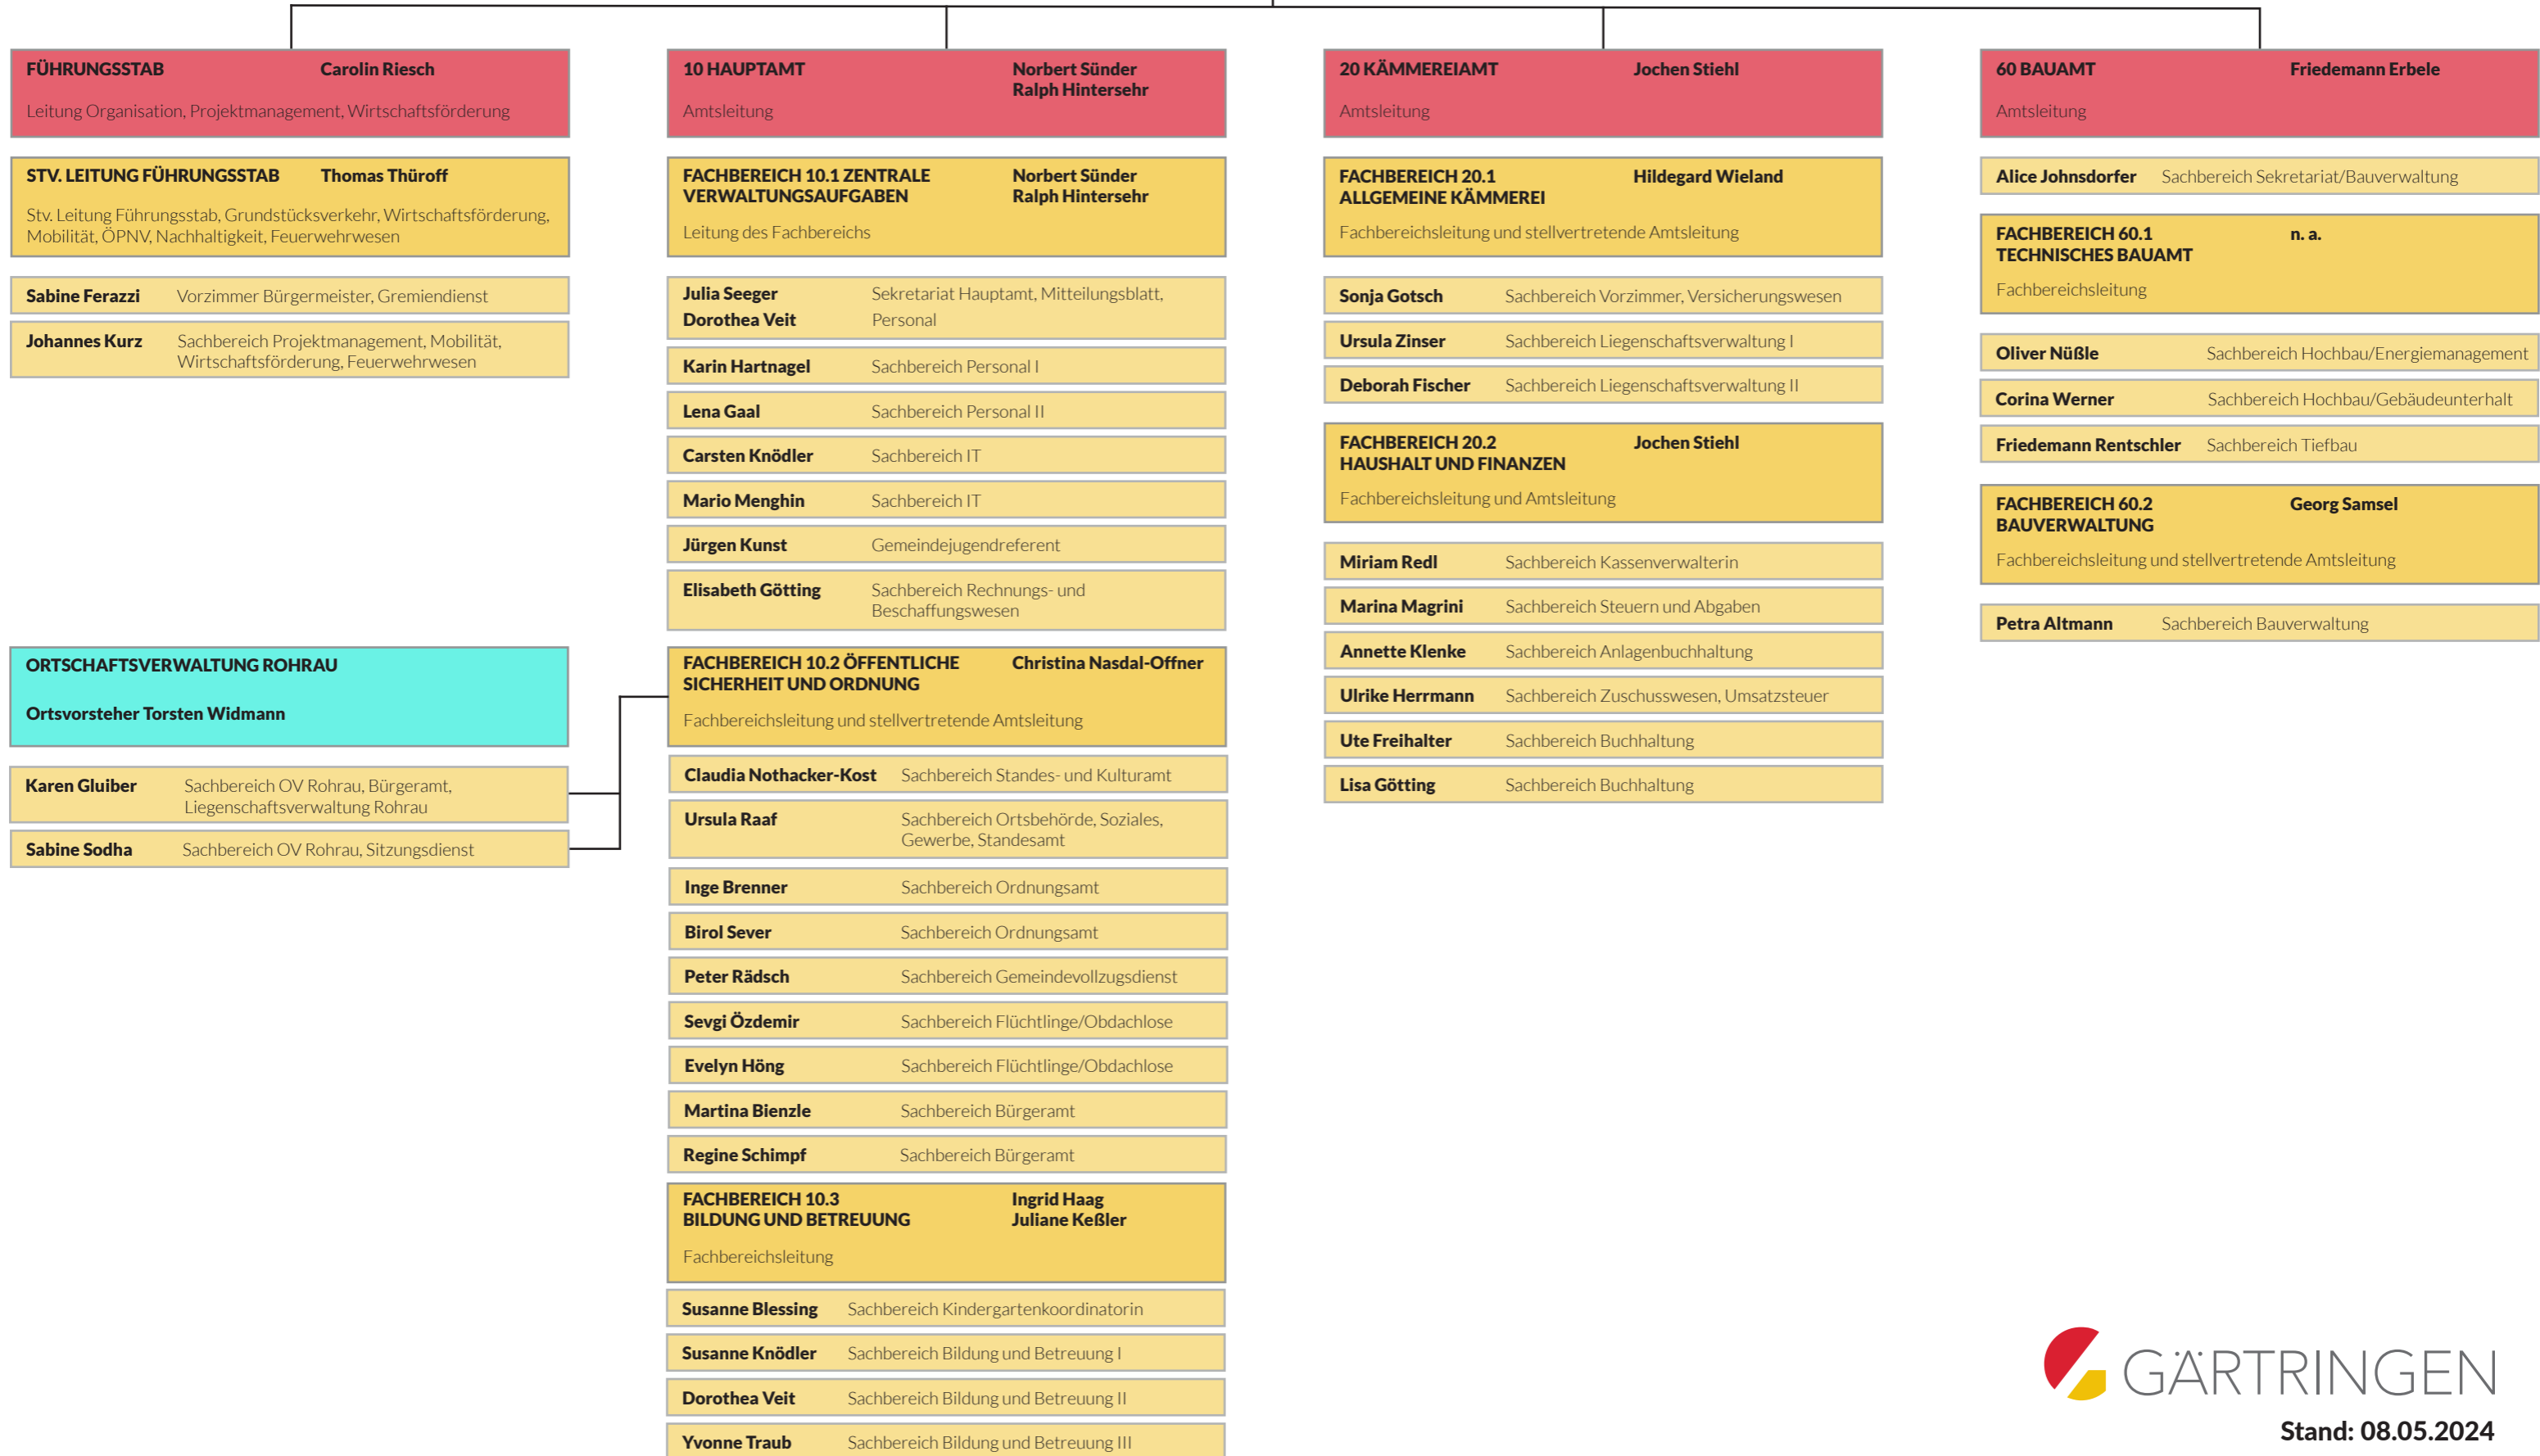 FÜHRUNGSSTAB Carolin Riesch
Leitung Organisation, Projektmanagement, Wirtschaftsförderung
STV. LEITUNG FÜHRUNGSSTAB Thomas Thüroff
Stv. Leitung Führungsstab, Grundstücksverkehr, Wirtschaftsförderung,
Mobilität, ÖPNV, Nachhaltigkeit, Feuerwehrwesen
Sabine Ferazzi Vorzimmer Bürgermeister, Gremiendienst
Johannes Kurz Sachbereich Projektmanagement, Mobilität,
Wirtschaftsförderung, Feuerwehrwesen
ORTSCHAFTSVERWALTUNG ROHRAU
Ortsvorsteher Torsten Widmann
Karen Gluiber Sachbereich OV Rohrau, Bürgeramt,
Liegenschaftsverwaltung Rohrau
Sabine Sodha Sachbereich OV Rohrau, Sitzungsdienst
10 HAUPTAMT Norbert Sünder
Ralph Hintersehr
Amtsleitung
FACHBEREICH 10.1 ZENTRALE Norbert Sünder
VERWALTUNGSAUFGABEN Ralph Hintersehr
Leitung des Fachbereichs
Julia Seeger Sekretariat Hauptamt, Mitteilungsblatt,
Dorothea Veit Personal
Karin Hartnagel Sachbereich Personal I
Lena Gaal Sachbereich Personal II
Carsten Knödler Sachbereich IT
Mario Menghin Sachbereich IT
Jürgen Kunst Gemeindejugendreferent
Elisabeth Götting Sachbereich Rechnungs- und
Beschaffungswesen
FACHBEREICH 10.2 ÖFFENTLICHE Christina Nasdal-Offner
SICHERHEIT UND ORDNUNG
Fachbereichsleitung und stellvertretende Amtsleitung
Claudia Nothacker-Kost Sachbereich Standes- und Kulturamt
Ursula Raaf Sachbereich Ortsbehörde, Soziales,
Gewerbe, Standesamt
Inge Brenner Sachbereich Ordnungsamt
Birol Sever Sachbereich Ordnungsamt
Peter Rädsch Sachbereich Gemeindevollzugsdienst
Sevgi Özdemir Sachbereich Flüchtlinge/Obdachlose
Evelyn Höng Sachbereich Flüchtlinge/Obdachlose
Martina Bienzle Sachbereich Bürgeramt
Regine Schimpf Sachbereich Bürgeramt
FACHBEREICH 10.3 Ingrid Haag
BILDUNG UND BETREUUNG Juliane Keßler
Fachbereichsleitung
Susanne Blessing Sachbereich Kindergartenkoordinatorin
Susanne Knödler Sachbereich Bildung und Betreuung I
Dorothea Veit Sachbereich Bildung und Betreuung II
Yvonne Traub Sachbereich Bildung und Betreuung III
20 KÄMMEREIAMT Jochen Stiehl
Amtsleitung
FACHBEREICH 20.1 Hildegard Wieland
ALLGEMEINE KÄMMEREI
Fachbereichsleitung und stellvertretende Amtsleitung
Sonja Gotsch Sachbereich Vorzimmer, Versicherungswesen
Ursula Zinser Sachbereich Liegenschaftsverwaltung I
Deborah Fischer Sachbereich Liegenschaftsverwaltung II
FACHBEREICH 20.2 Jochen Stiehl
HAUSHALT UND FINANZEN
Fachbereichsleitung und Amtsleitung
Miriam Redl Sachbereich Kassenverwalterin
Marina Magrini Sachbereich Steuern und Abgaben
Annette Klenke Sachbereich Anlagenbuchhaltung
Ulrike Herrmann Sachbereich Zuschusswesen, Umsatzsteuer
Ute Freihalter Sachbereich Buchhaltung
Lisa Götting Sachbereich Buchhaltung
60 BAUAMT Friedemann Erbele
Amtsleitung
Alice Johnsdorfer Sachbereich Sekretariat/Bauverwaltung
FACHBEREICH 60.1 n. a.
TECHNISCHES BAUAMT
Fachbereichsleitung
Oliver Nüßle Sachbereich Hochbau/Energiemanagement
Corina Werner Sachbereich Hochbau/Gebäudeunterhalt
Friedemann Rentschler Sachbereich Tiefbau
FACHBEREICH 60.2 Georg Samsel
BAUVERWALTUNG
Fachbereichsleitung und stellvertretende Amtsleitung
Petra Altmann Sachbereich Bauverwaltung
GÄRTRINGEN
Stand: 08.05.2024